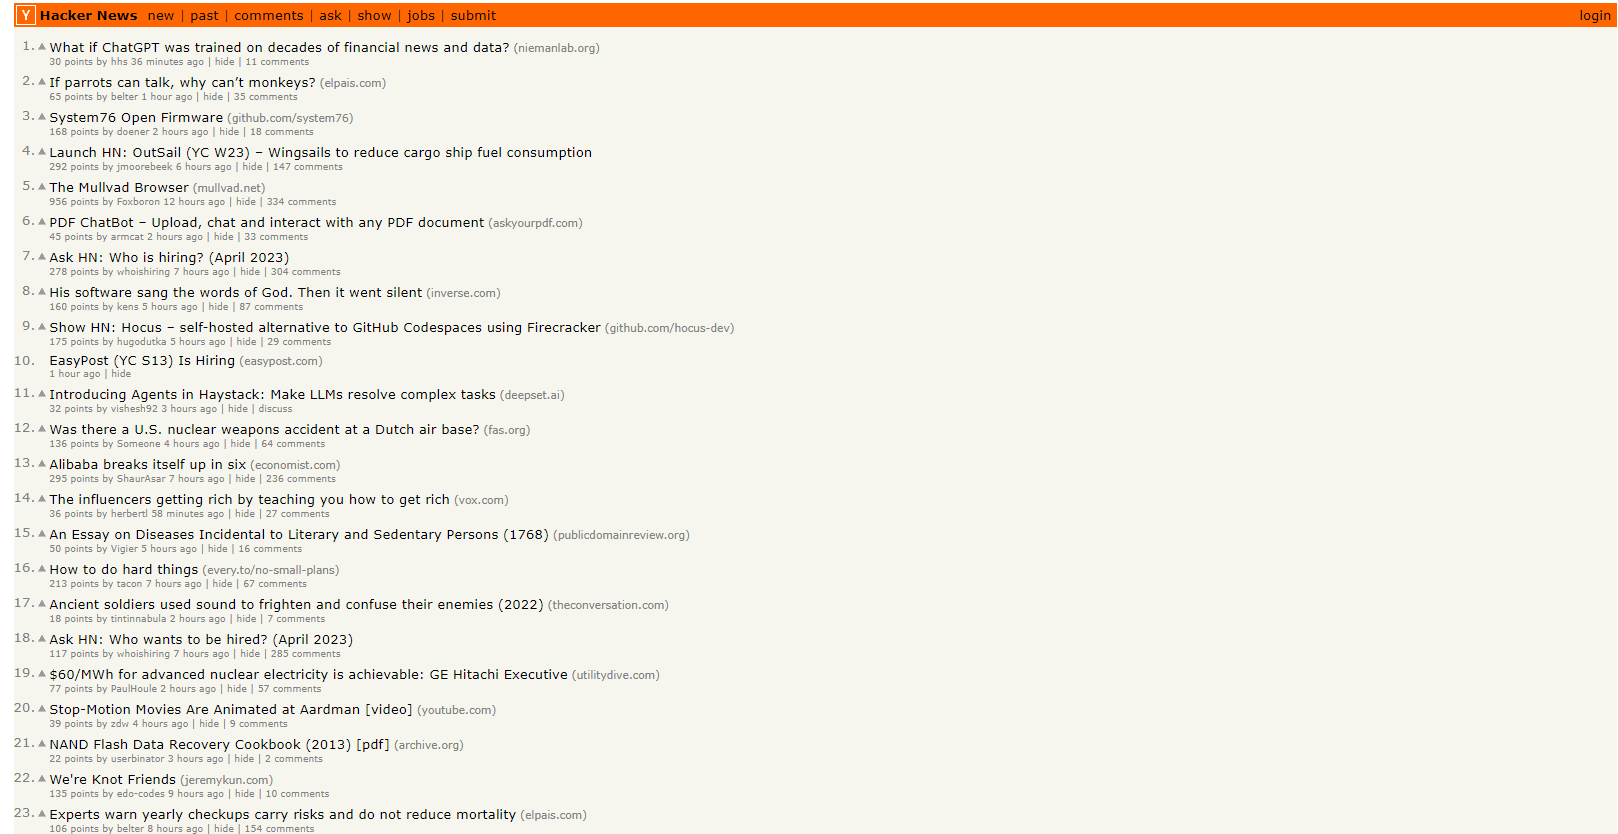 Y Hacker News new | past | comments | ask | show | jobs | submit login
1. ▲ What if ChatGPT was trained on decades of financial news and data? (niemanlab.org)
30 points by hhs 36 minutes ago | hide | 11 comments
2. ▲ If parrots can talk, why can’t monkeys? (elpais.com)
65 points by belter 1 hour ago | hide | 35 comments
3. ▲ System76 Open Firmware (github.com/system76)
168 points by doener 2 hours ago | hide | 18 comments
4. ▲ Launch HN: OutSail (YC W23) – Wingsails to reduce cargo ship fuel consumption
292 points by jmoorebeek 6 hours ago | hide | 147 comments
5. ▲ The Mullvad Browser (mullvad.net)
956 points by Foxboron 12 hours ago | hide | 334 comments
6. ▲ PDF ChatBot – Upload, chat and interact with any PDF document (askyourpdf.com)
45 points by armcat 2 hours ago | hide | 33 comments
7. ▲ Ask HN: Who is hiring? (April 2023)
278 points by whoishiring 7 hours ago | hide | 304 comments
8. ▲ His software sang the words of God. Then it went silent (inverse.com)
160 points by kens 5 hours ago | hide | 87 comments
9. ▲ Show HN: Hocus – self-hosted alternative to GitHub Codespaces using Firecracker (github.com/hocus-dev)
175 points by hugodutka 5 hours ago | hide | 29 comments
10. EasyPost (YC S13) Is Hiring (easypost.com)
1 hour ago | hide
11. ▲ Introducing Agents in Haystack: Make LLMs resolve complex tasks (deepset.ai)
32 points by vishesh92 3 hours ago | hide | discuss
12. ▲ Was there a U.S. nuclear weapons accident at a Dutch air base? (fas.org)
136 points by Someone 4 hours ago | hide | 64 comments
13. ▲ Alibaba breaks itself up in six (economist.com)
295 points by ShaurAsar 7 hours ago | hide | 236 comments
14. ▲ The influencers getting rich by teaching you how to get rich (vox.com)
36 points by herbertl 58 minutes ago | hide | 27 comments
15. ▲ An Essay on Diseases Incidental to Literary and Sedentary Persons (1768) (publicdomainreview.org)
50 points by Vigier 5 hours ago | hide | 16 comments
16. ▲ How to do hard things (every.to/no-small-plans)
213 points by tacon 7 hours ago | hide | 67 comments
17. ▲ Ancient soldiers used sound to frighten and confuse their enemies (2022) (theconversation.com)
18 points by tintinnabula 2 hours ago | hide | 7 comments
18. ▲ Ask HN: Who wants to be hired? (April 2023)
117 points by whoishiring 7 hours ago | hide | 285 comments
19. ▲ $60/MWh for advanced nuclear electricity is achievable: GE Hitachi Executive (utilitydive.com)
77 points by PaulHoule 2 hours ago | hide | 57 comments
20. ▲ Stop-Motion Movies Are Animated at Aardman [video] (youtube.com)
39 points by zdw 4 hours ago | hide | 9 comments
21. ▲ NAND Flash Data Recovery Cookbook (2013) [pdf] (archive.org)
22 points by userbinator 3 hours ago | hide | 2 comments
22. ▲ We're Knot Friends (jeremykun.com)
135 points by edo-codes 9 hours ago | hide | 10 comments
23. ▲ Experts warn yearly checkups carry risks and do not reduce mortality (elpais.com)
106 points by belter 8 hours ago | hide | 154 comments